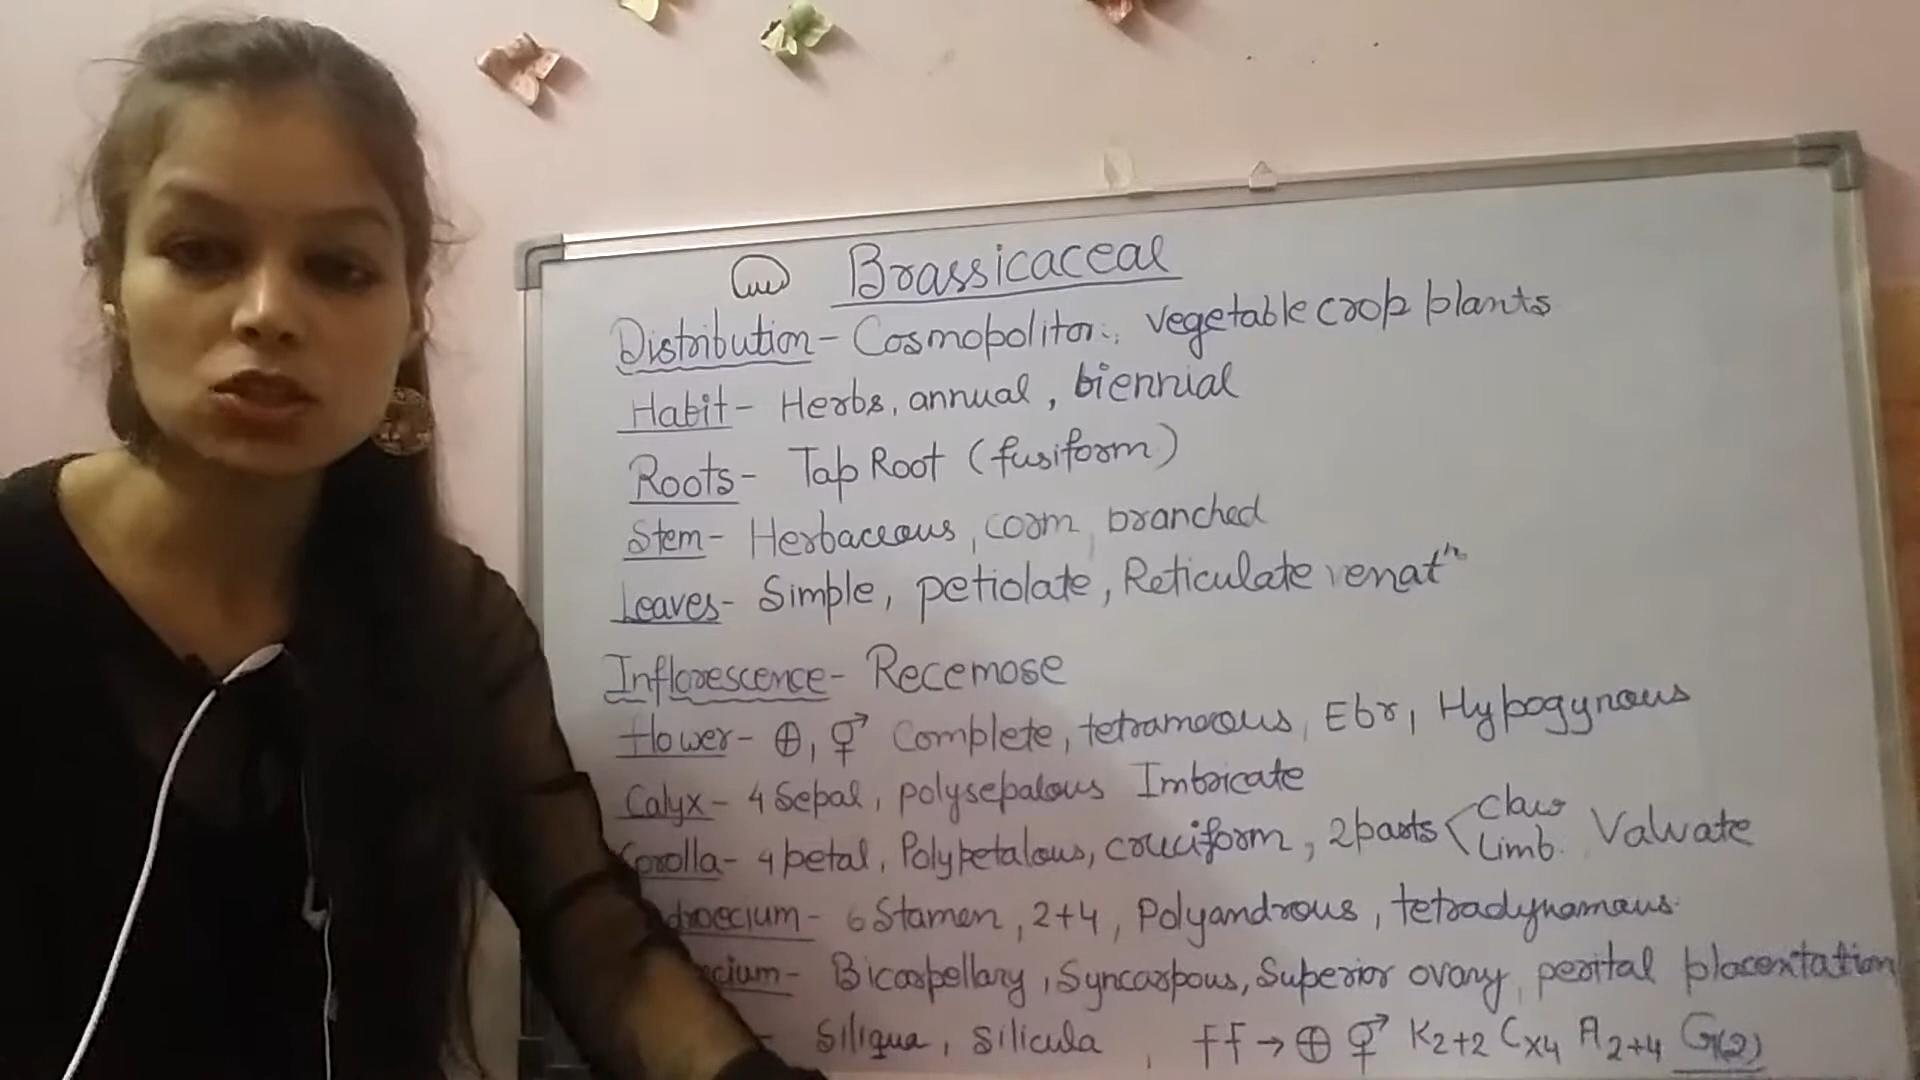 Brassicaceal
Distribution - Cosmopolitan, vegetable crop plants
Habit - Herbs, annual, biennial
Roots - Tap Root (fusiform)
Stem - Herbaceous, corm, branched
Leaves - Simple, petiolate, Reticulate venatⁿ
Inflorescence - Recemose
Flower - ⊕, ⚥ Complete, tetramerous, Ebr, Hypogynous
Calyx - 4 Sepal, polysepalous Imbricate
Corolla - 4 petal, Polypetalous, cruciform, 2 parts < Claw Limb. Valvate
droecium - 6 Stamen, 2+4, Polyandrous, tetradynamous
ecium - Bicarpellary, Syncarpous, Superior ovary, perital placentation
- Siliqua, Silicula, FF → ⊕ ⚥ K2+2 Cx4 A2+4 G(2)